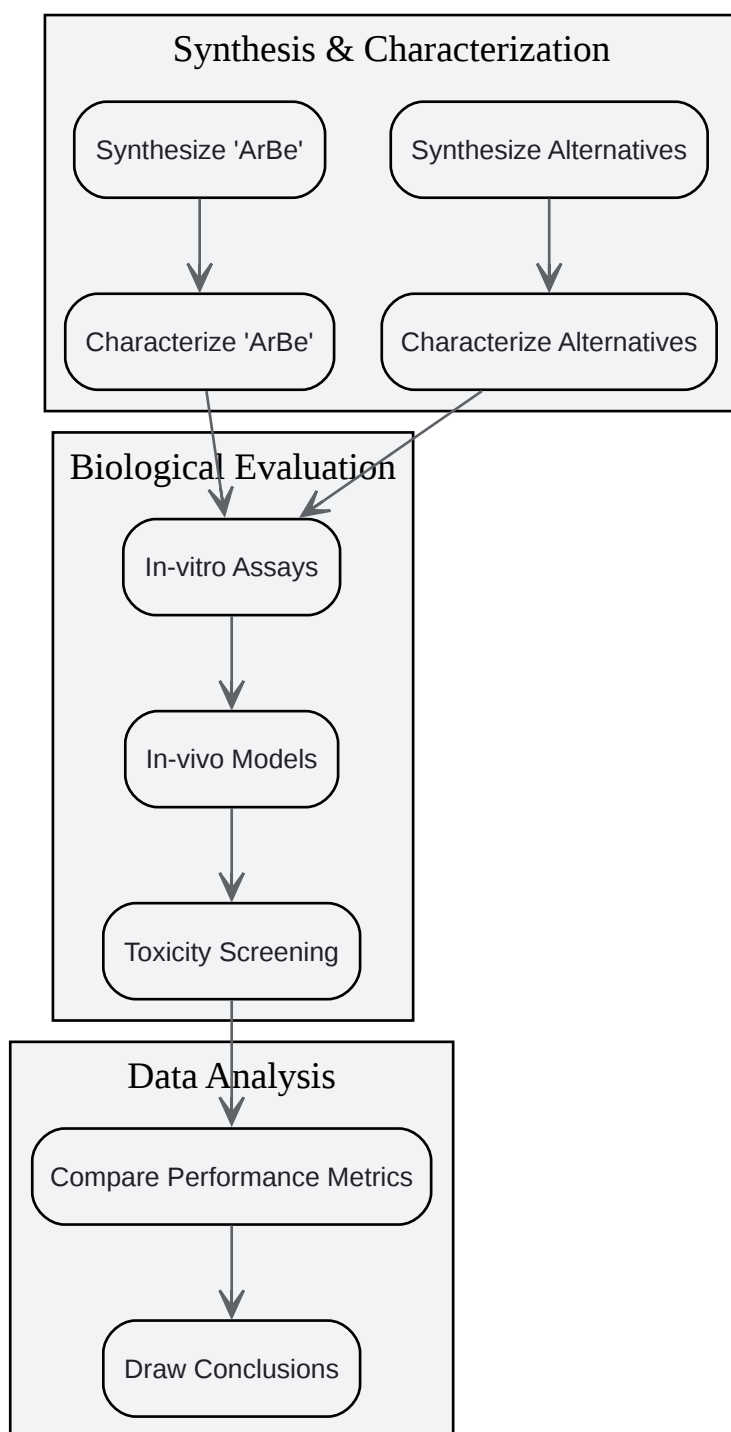 Synthesis & Characterization
Synthesize 'ArBe'
Synthesize Alternatives
Characterize 'ArBe'
Characterize Alternatives
Biological Evaluation
In-vitro Assays
In-vivo Models
Toxicity Screening
Data Analysis
Compare Performance Metrics
Draw Conclusions